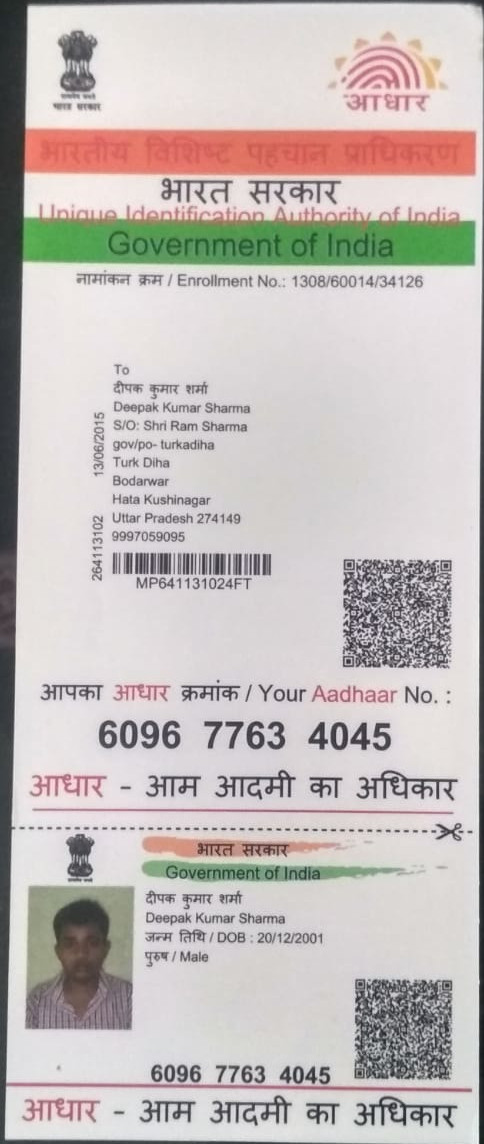 भारत सरकार
आधार
भारतीय विशिष्ट पहचान प्राधिकरण
भारत सरकार
Unique Identification Authority of India
Government of India
नामांकन क्रम / Enrollment No.: 1308/60014/34126
To
दीपक कुमार शर्मा
Deepak Kumar Sharma
S/O: Shri Ram Sharma
gov/po- turkadiha
Turk Diha
Bodarwar
Hata Kushinagar
Uttar Pradesh 274149
9997059095
264113102 13/06/2015
MP641131024FT
आपका आधार क्रमांक / Your Aadhaar No. :
6096 7763 4045
आधार - आम आदमी का अधिकार
भारत सरकार
Government of India
दीपक कुमार शर्मा
Deepak Kumar Sharma
जन्म तिथि / DOB : 20/12/2001
पुरुष / Male
6096 7763 4045
आधार - आम आदमी का अधिकार